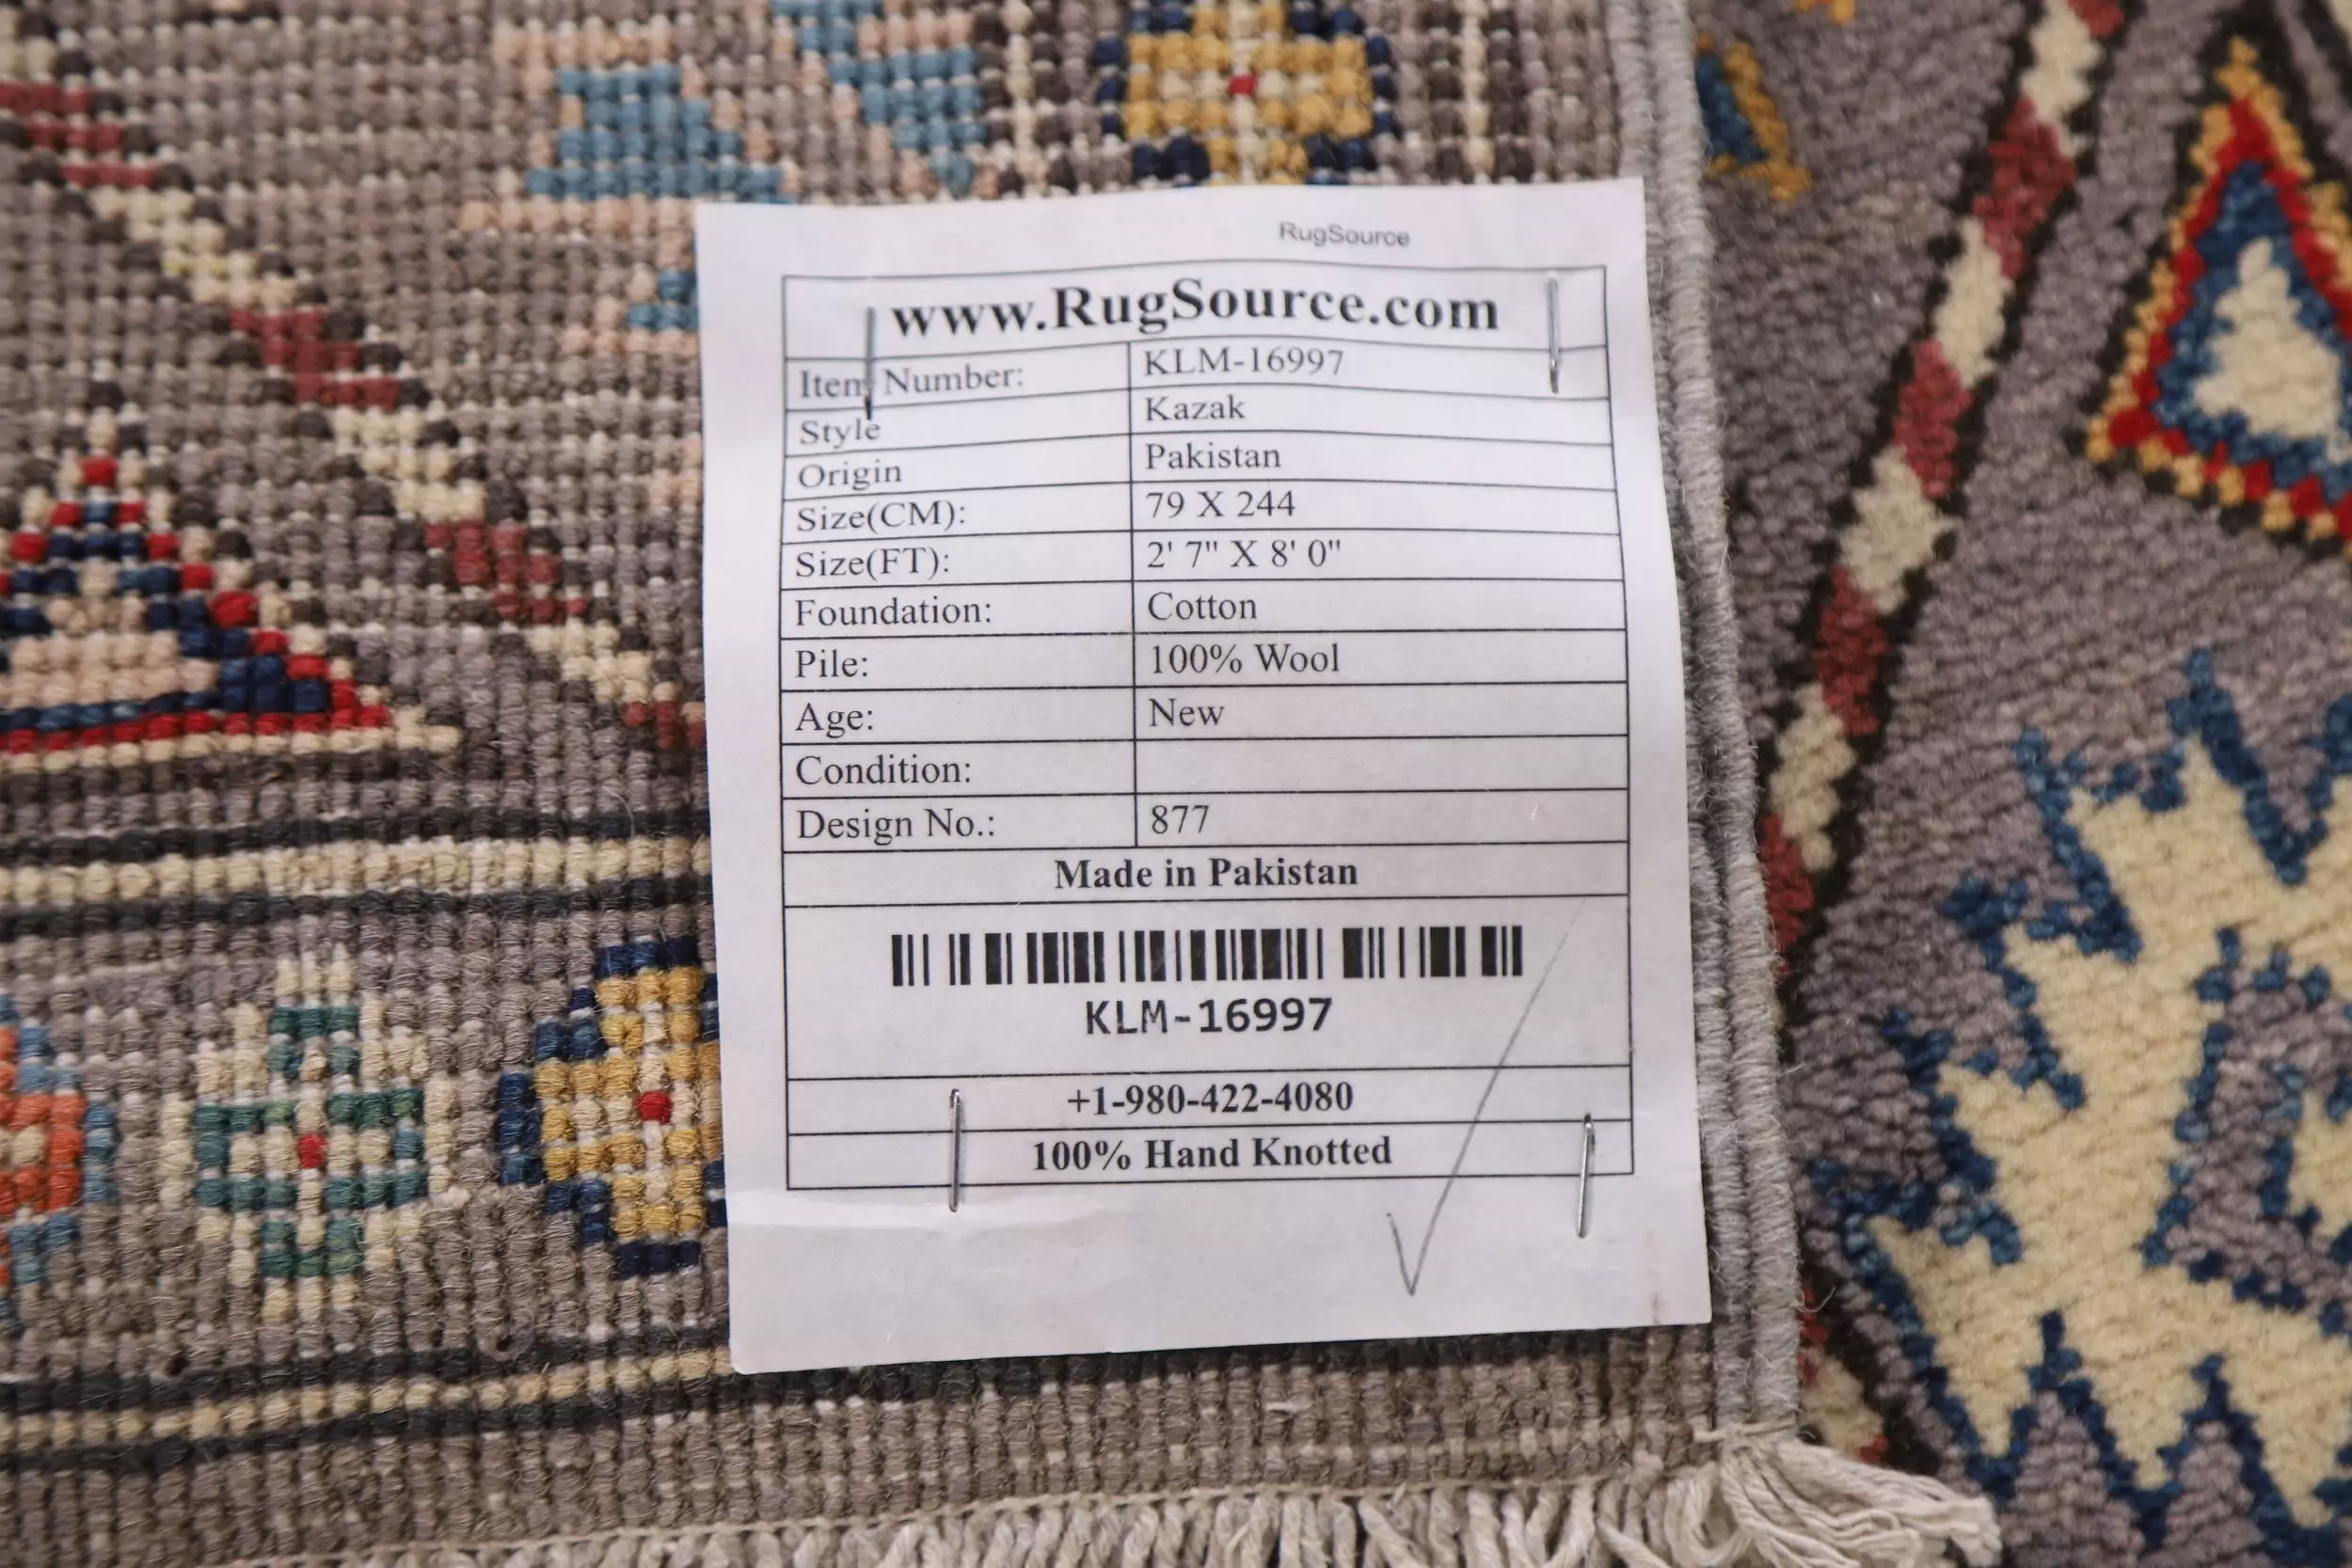 RugSource
www.RugSource.com
Item Number: KLM-16997
Style Kazak
Origin Pakistan
Size(CM): 79 X 244
Size(FT): 2' 7" X 8' 0"
Foundation: Cotton
Pile: 100% Wool
Age: New
Condition:
Design No.: 877
Made in Pakistan
KLM-16997
+1-980-422-4080
100% Hand Knotted